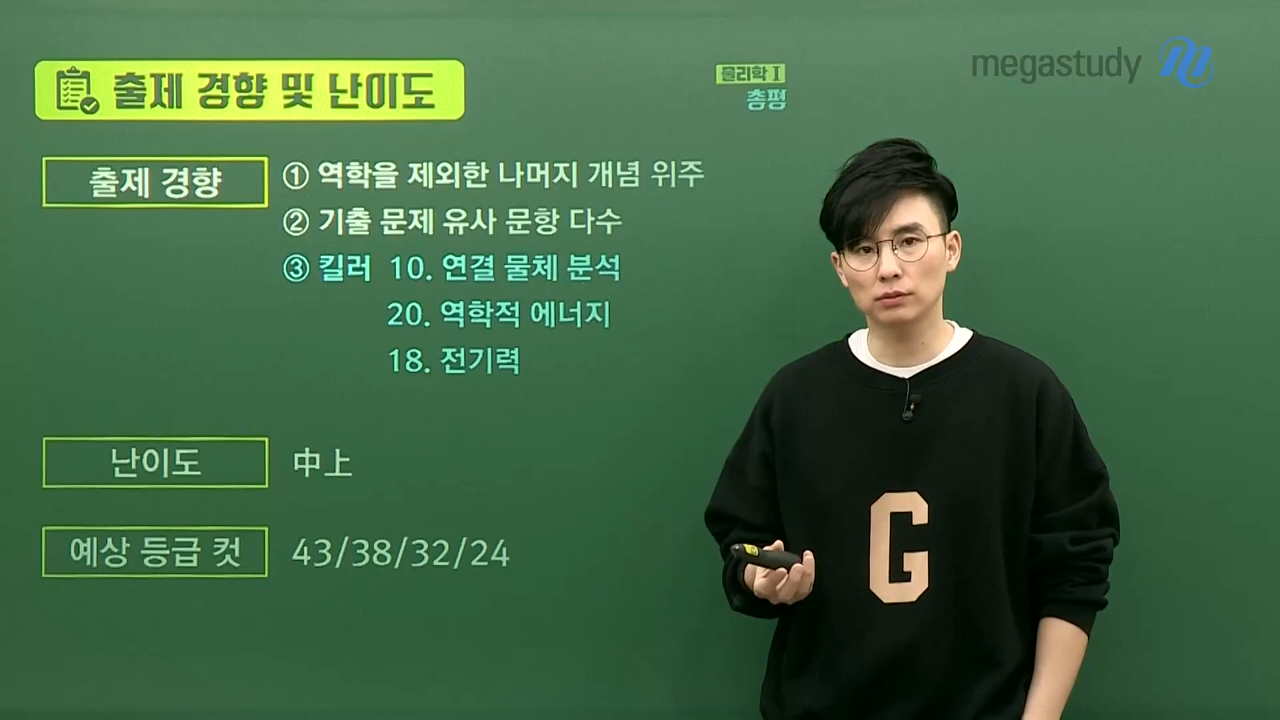 출제 경향 및 난이도
물리학 I
총평
megastudy
출제 경향
① 역학을 제외한 나머지 개념 위주
② 기출 문제 유사 문항 다수
③ 킬러 10. 연결 물체 분석
20. 역학적 에너지
18. 전기력
난이도
中上
예상 등급 컷
43/38/32/24
G